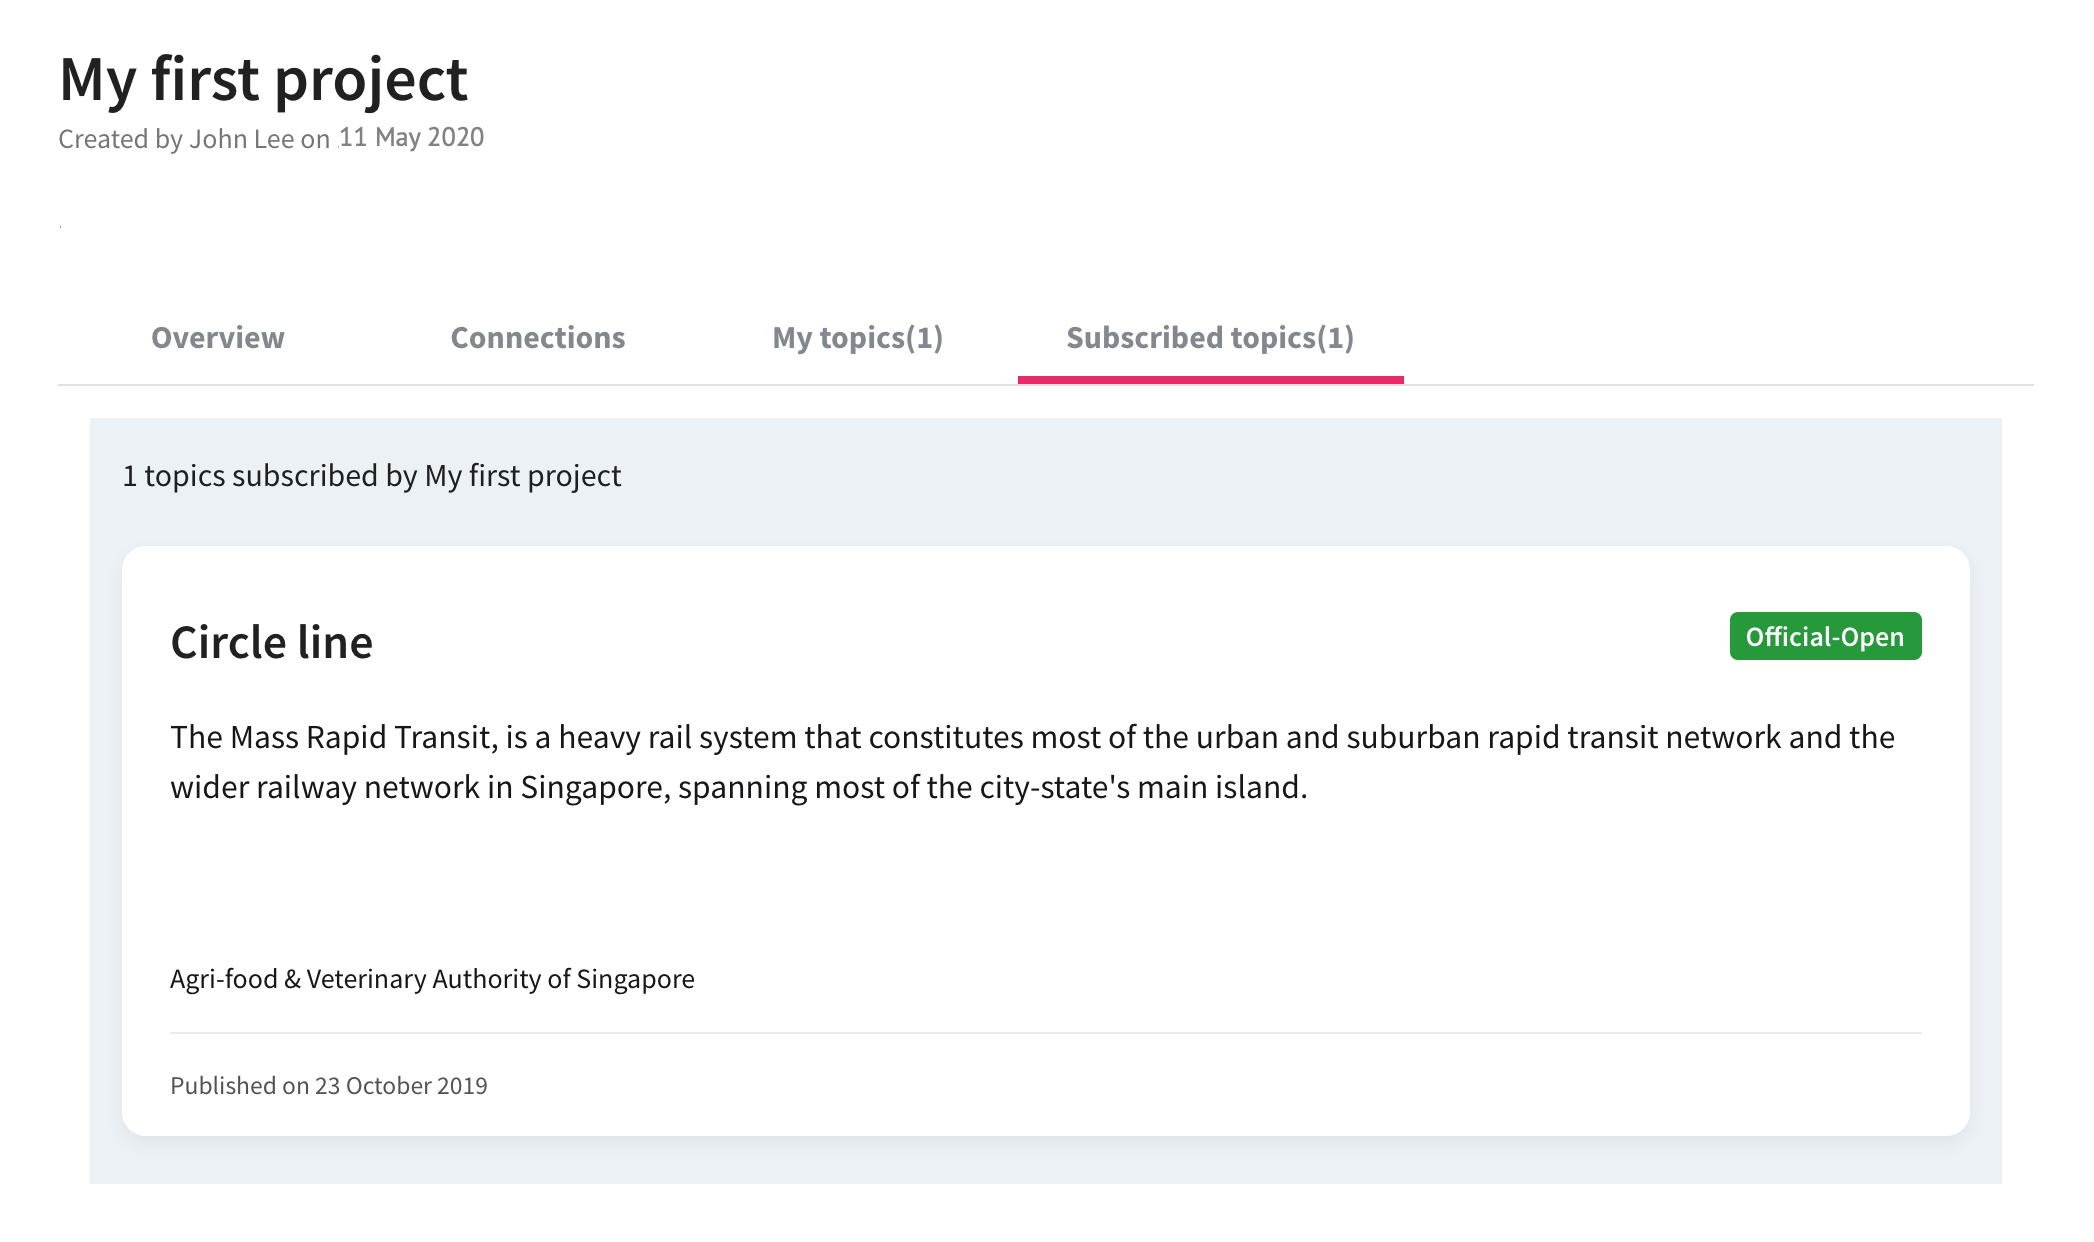 My first project
Created by John Lee on 11 May 2020
Overview Connections My topics(1) Subscribed topics(1)
1 topics subscribed by My first project
Circle line Official-Open
The Mass Rapid Transit, is a heavy rail system that constitutes most of the urban and suburban rapid transit network and the
wider railway network in Singapore, spanning most of the city-state's main island.
Agri-food & Veterinary Authority of Singapore
Published on 23 October 2019